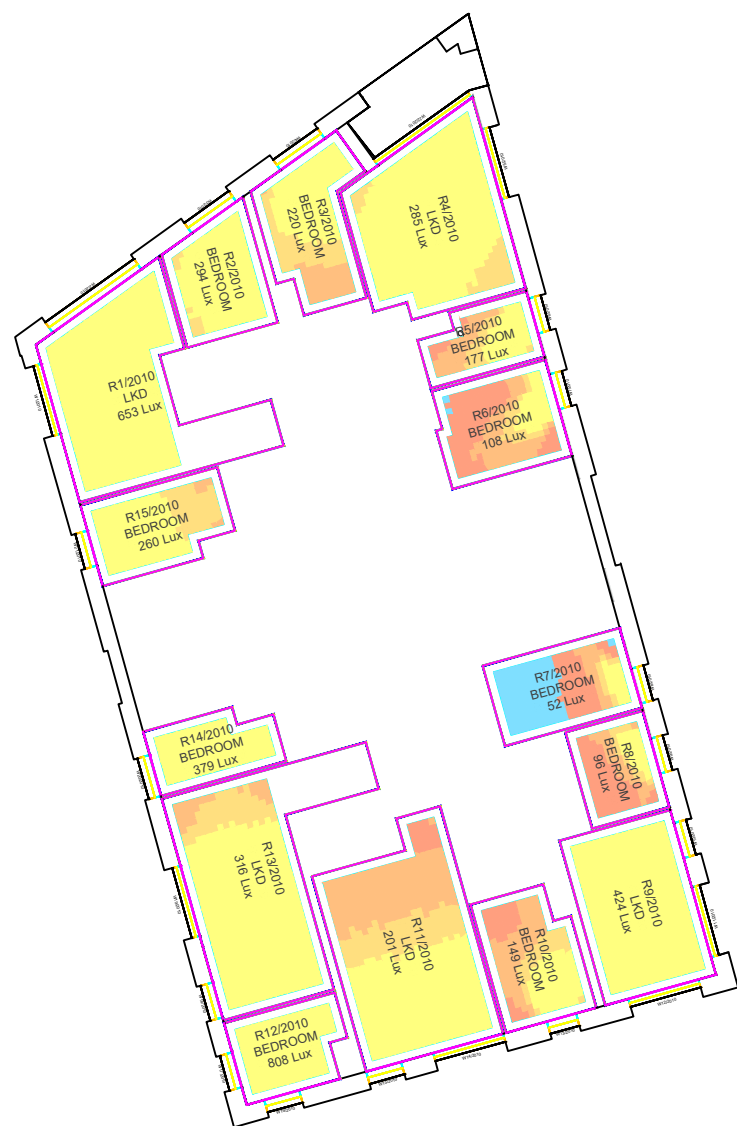 R4/2010
LKD
285 Lux
R3/2010
BEDROOM
220 Lux
R2/2010
BEDROOM
294 Lux
R1/2010
LKD
653 Lux
R5/2010
BEDROOM
177 Lux
R6/2010
BEDROOM
108 Lux
R15/2010
BEDROOM
260 Lux
R7/2010
BEDROOM
52 Lux
R14/2010
BEDROOM
379 Lux
R8/2010
BEDROOM
96 Lux
R13/2010
LKD
316 Lux
R9/2010
LKD
424 Lux
R11/2010
LKD
201 Lux
R10/2010
BEDROOM
149 Lux
R12/2010
BEDROOM
808 Lux